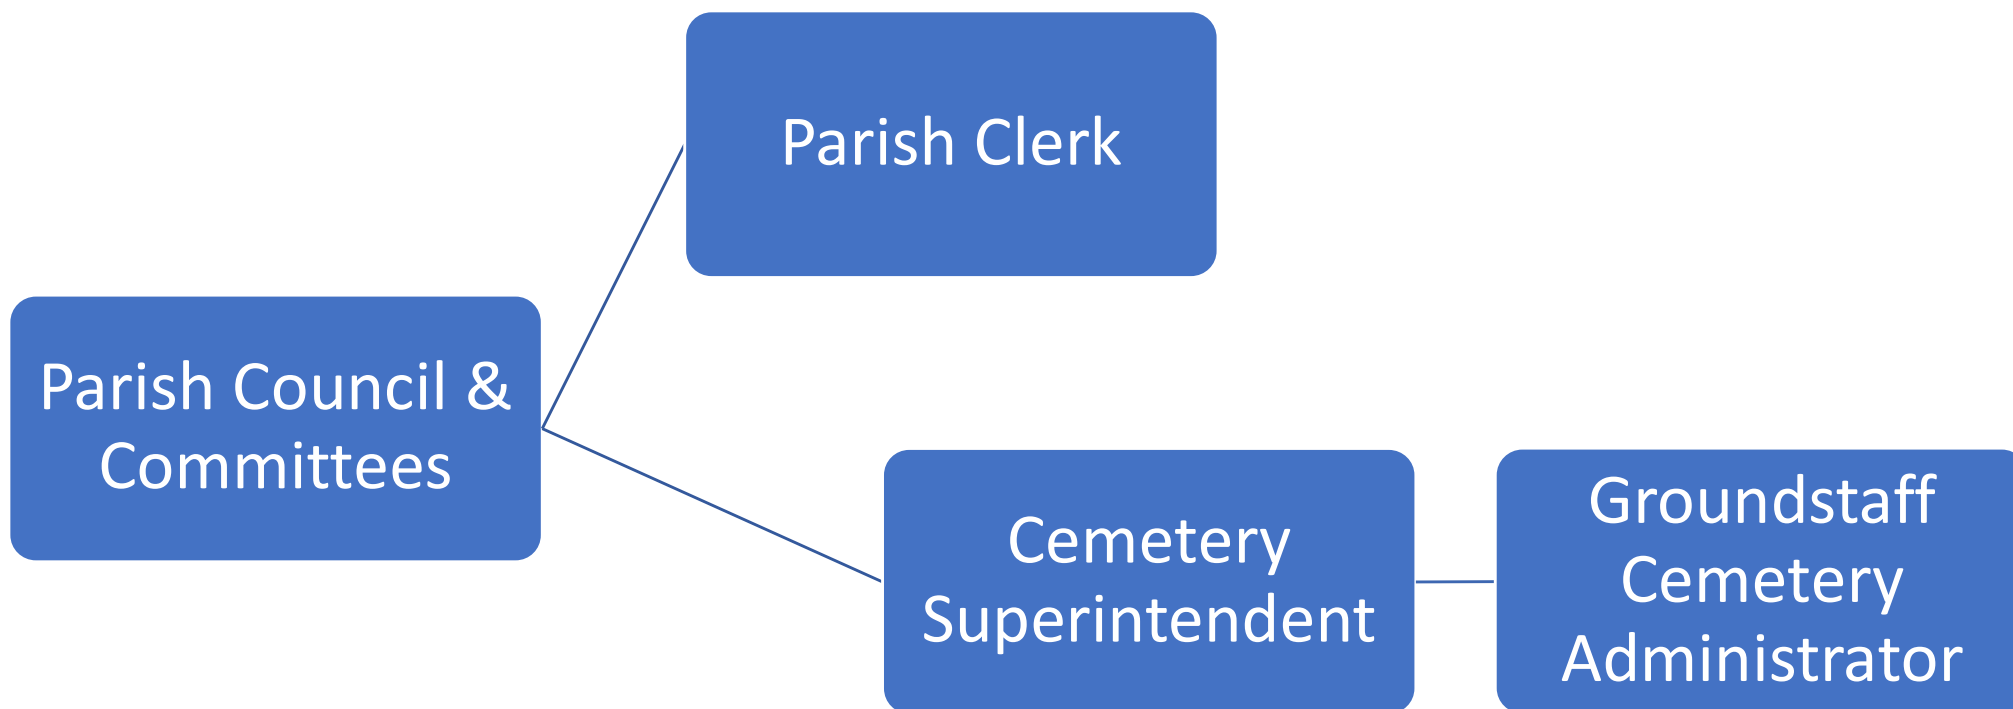 Parish Clerk
Parish Council &
Committees
Cemetery
Superintendent
Groundstaff
Cemetery
Administrator